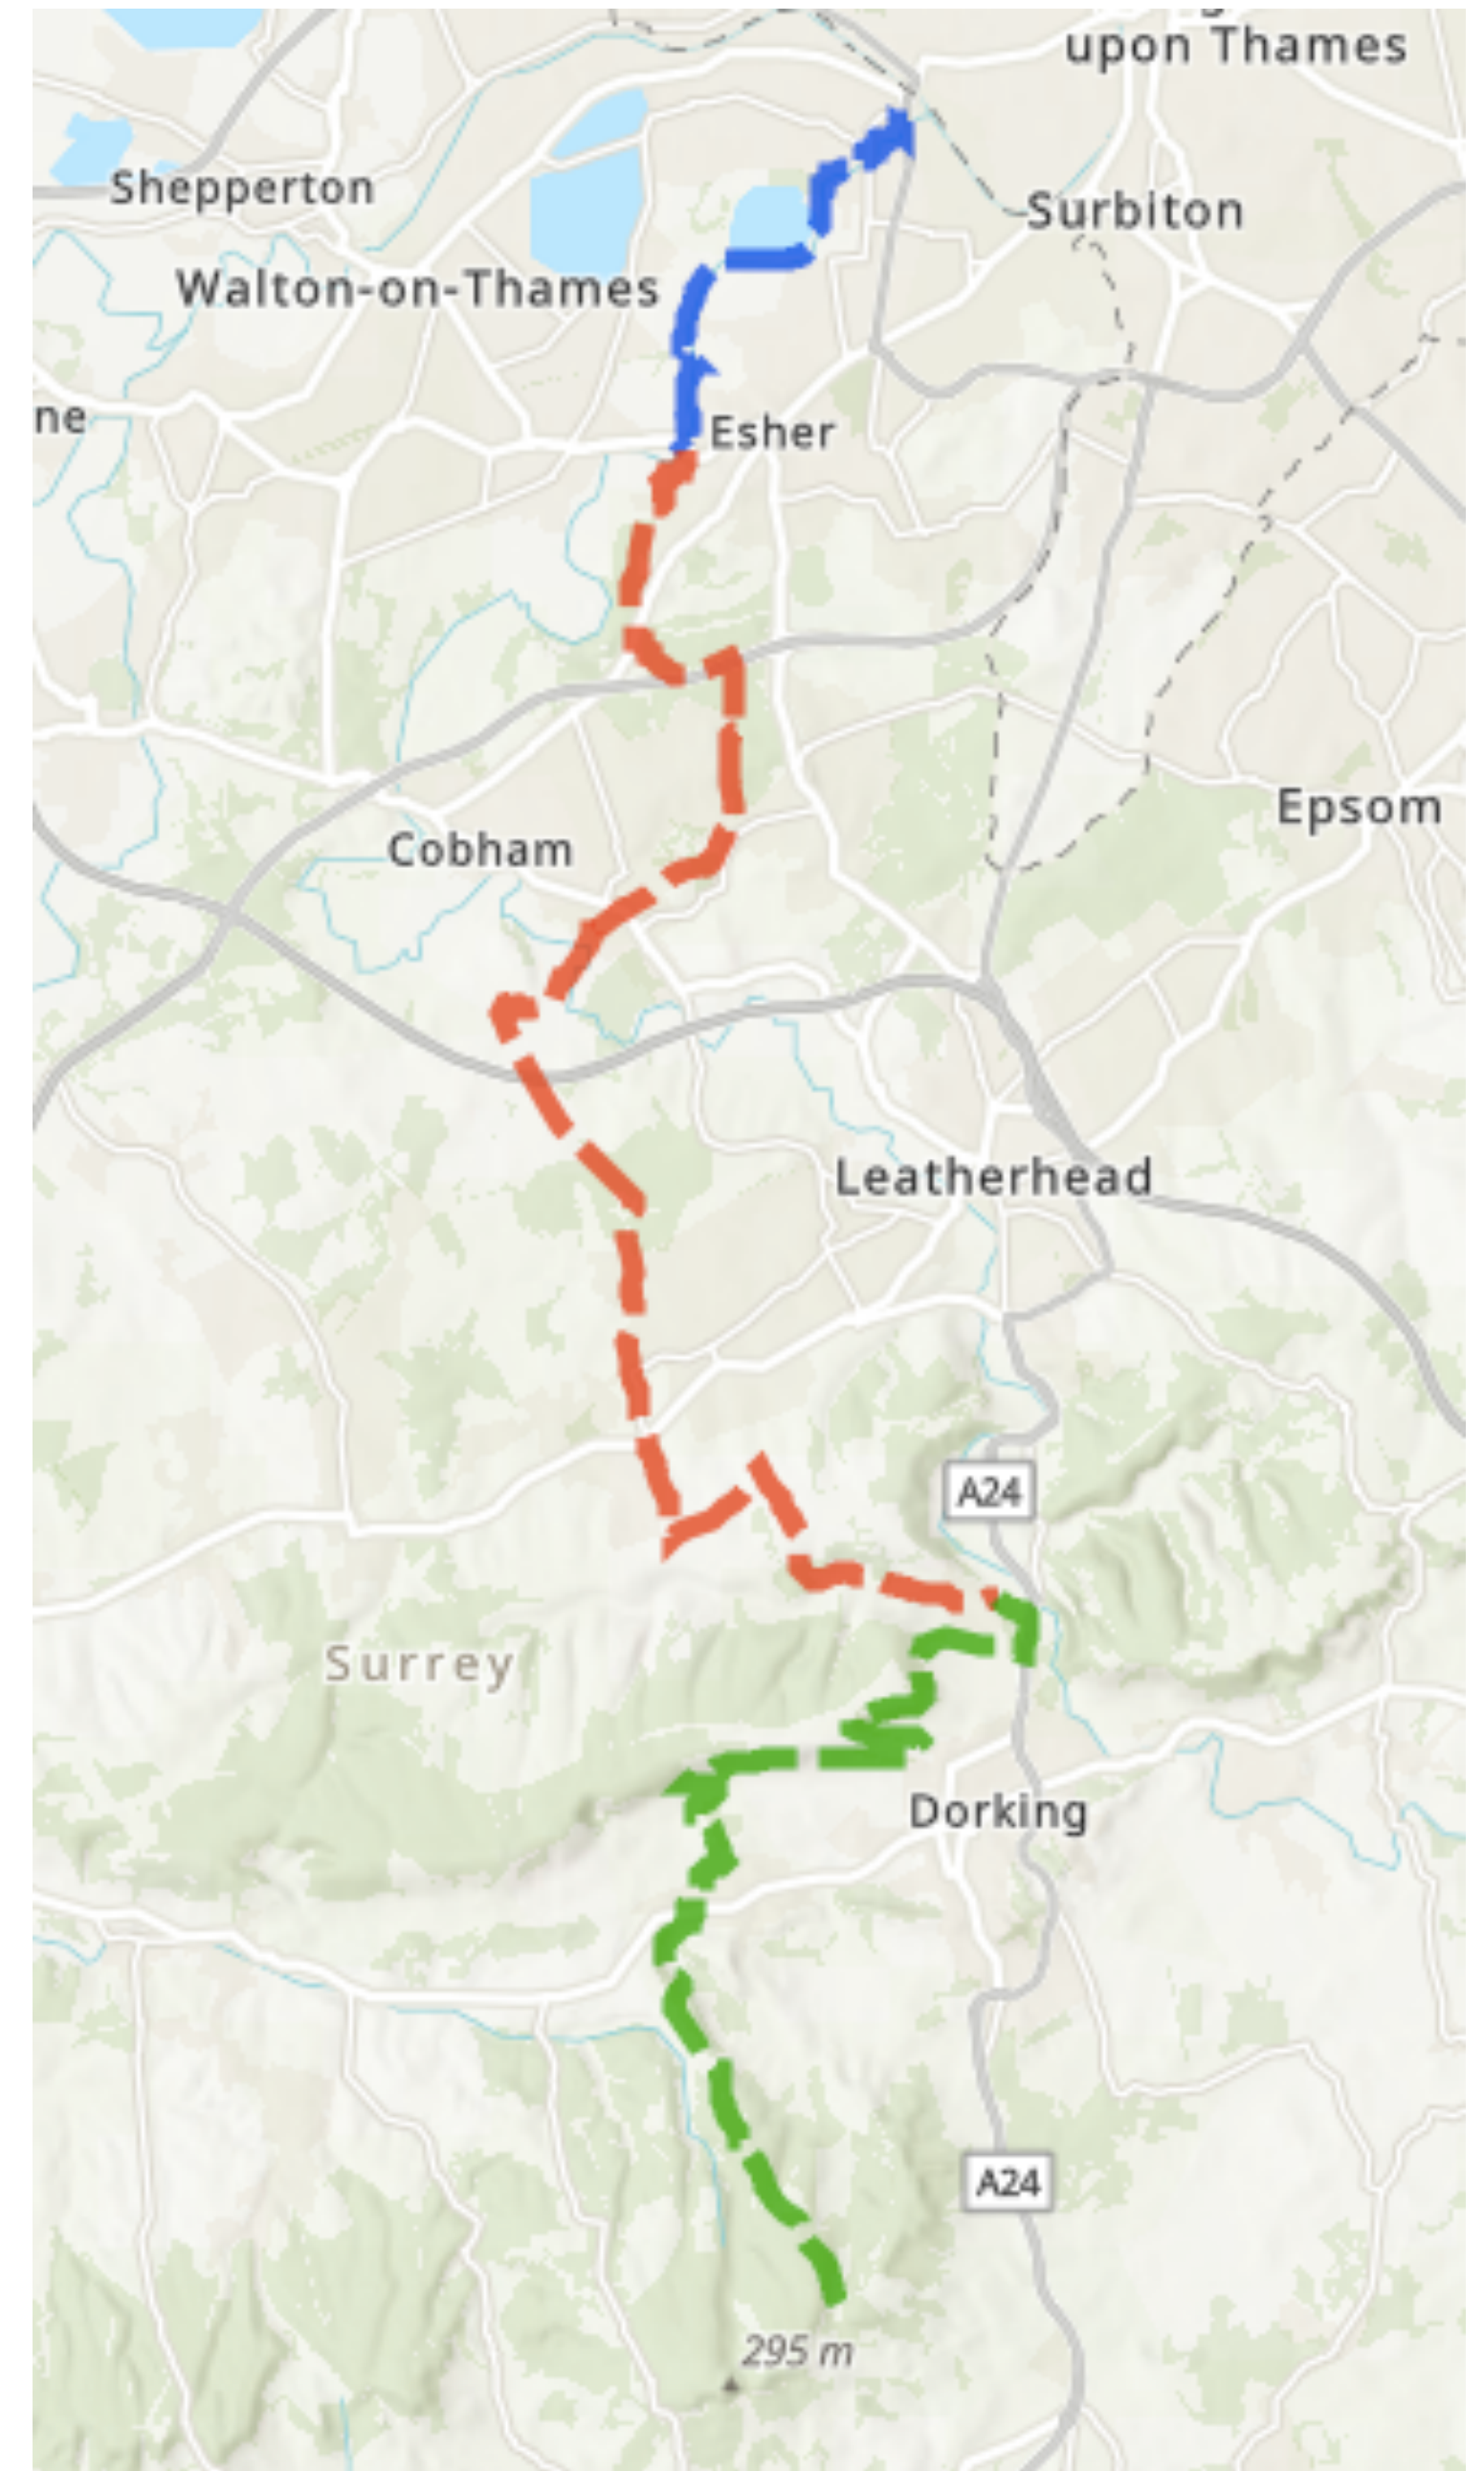 upon Thames
Shepperton
Surbiton
Walton-on-Thames
ne
Esher
Epsom
Cobham
Leatherhead
A24
Surrey
Dorking
A24
295 m